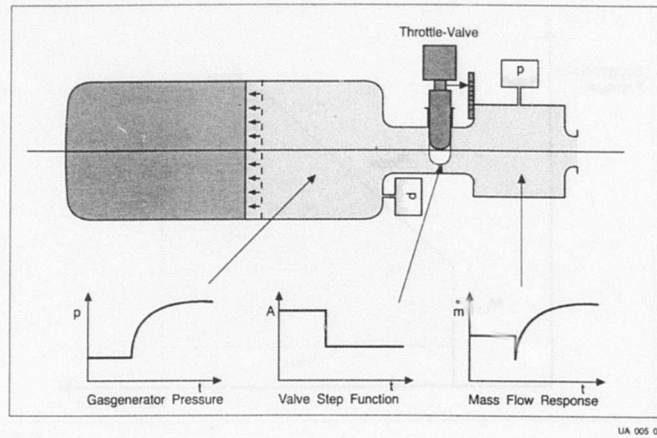 Throttle-Valve
p
p
p
t
Gasgenerator Pressure
A
t
Valve Step Function
ṁ
t
Mass Flow Response